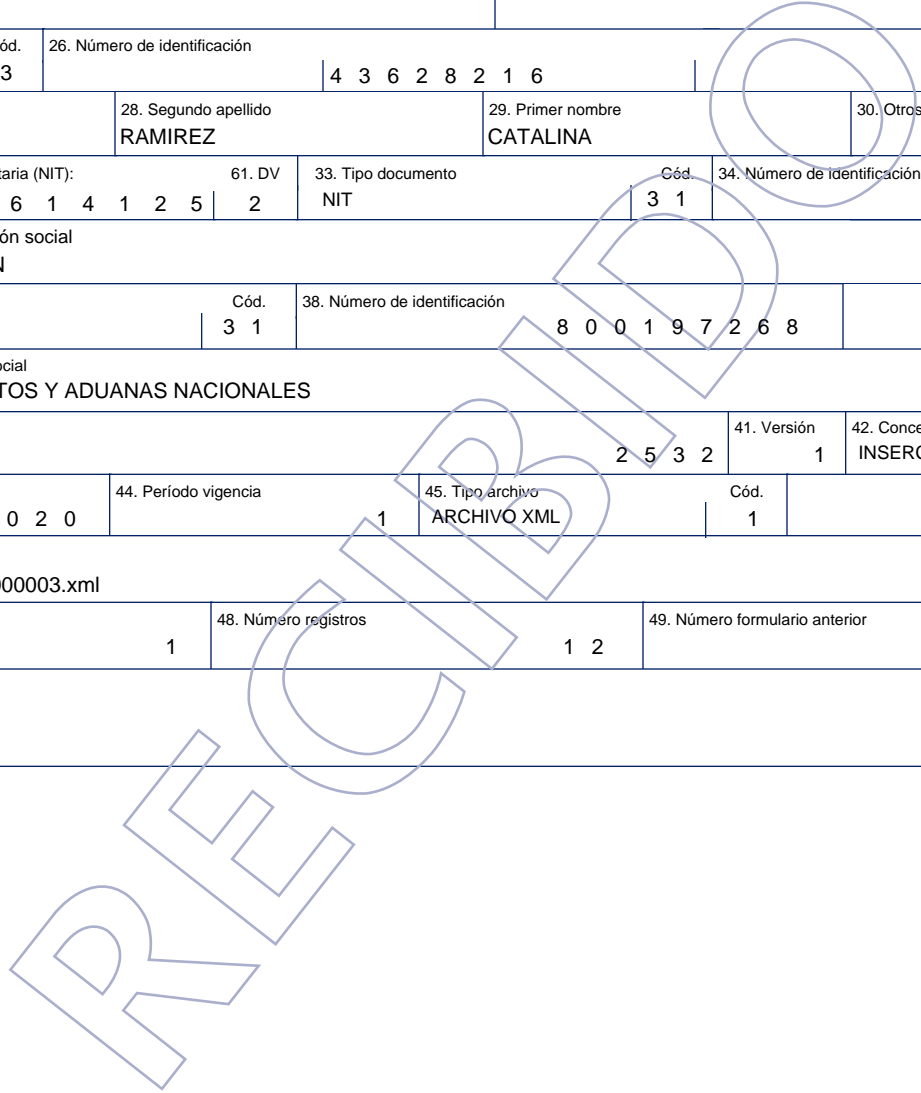 ód. 26. Número de identificación
3 4 3 6 2 8 2 1 6
28. Segundo apellido 29. Primer nombre 30. Otros
RAMIREZ CATALINA
taria (NIT): 61. DV 33. Tipo documento Cód. 34. Número de identificación
6 1 4 1 2 5 2 NIT 3 1
ón social
N
Cód. 38. Número de identificación
3 1 8 0 0 1 9 7 2 6 8
ocial
TOS Y ADUANAS NACIONALES
41. Versión 42. Conce
2 5 3 2 1 INSERC
44. Período vigencia 45. Tipo archivo Cód.
0 2 0 1 ARCHIVO XML 1
000003.xml
48. Número registros 49. Número formulario anterior
1 1 2
RECIBIDO